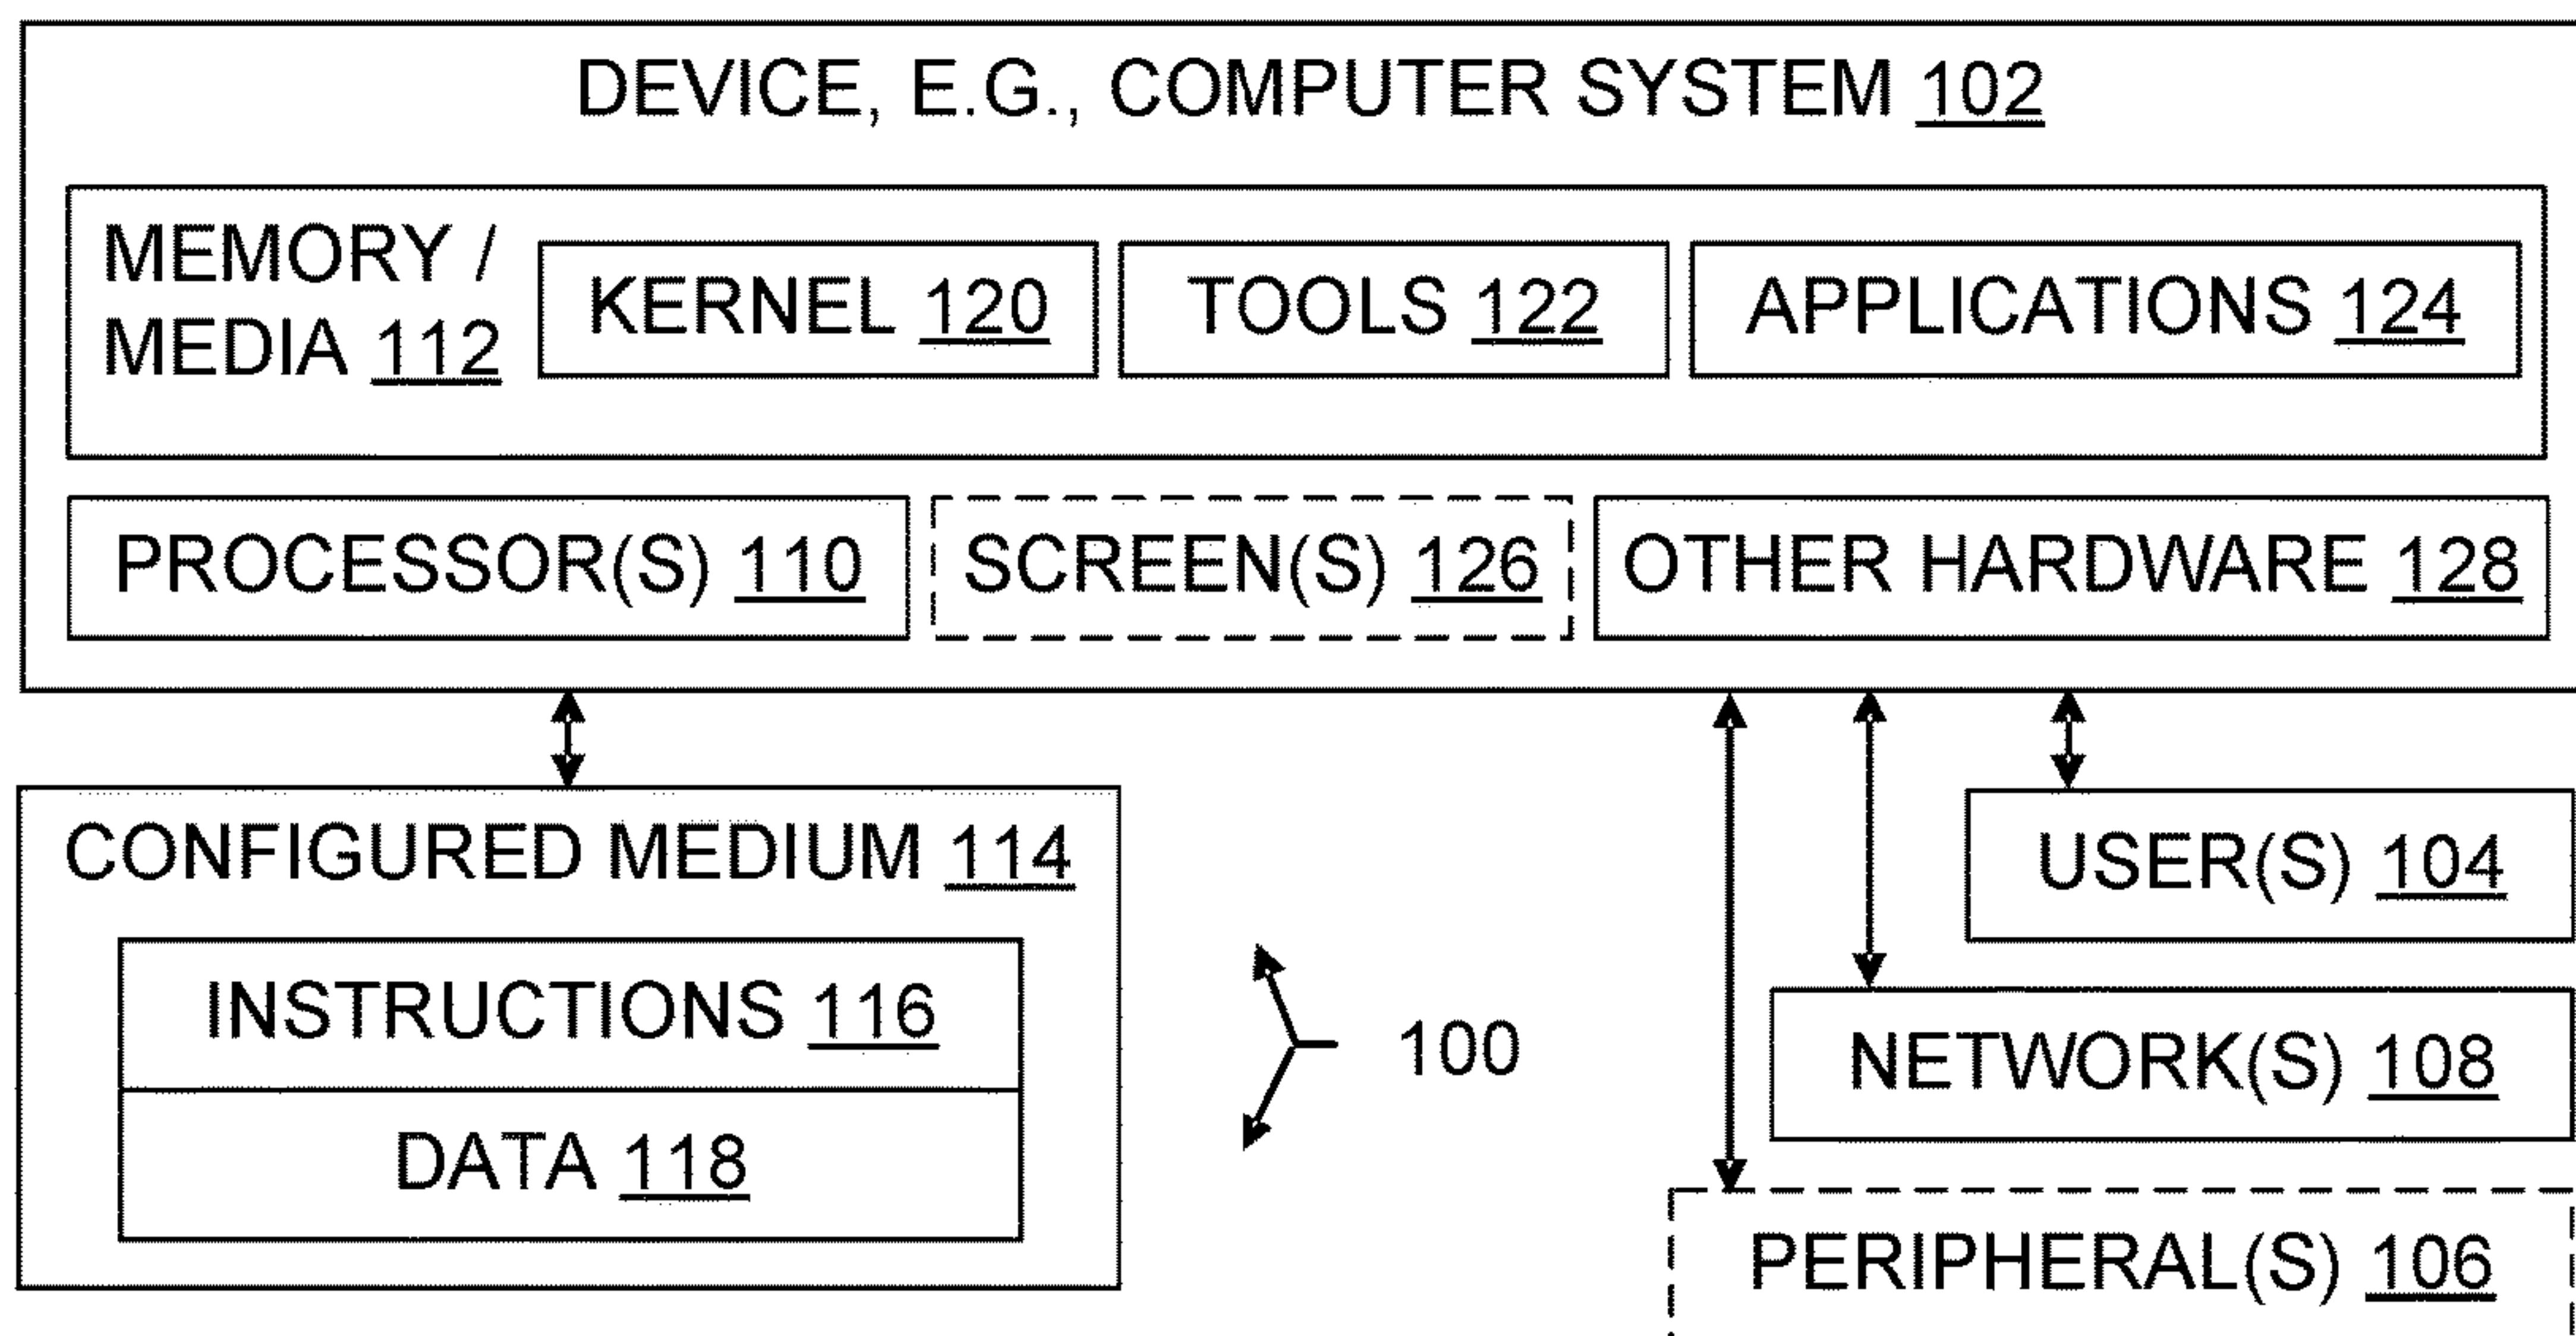 DEVICE, E.G., COMPUTER SYSTEM 102
MEMORY /
MEDIA 112
KERNEL 120
TOOLS 122
APPLICATIONS 124
PROCESSOR(S) 110
SCREEN(S) 126
OTHER HARDWARE 128
CONFIGURED MEDIUM 114
INSTRUCTIONS 116
DATA 118
100
USER(S) 104
NETWORK(S) 108
PERIPHERAL(S) 106